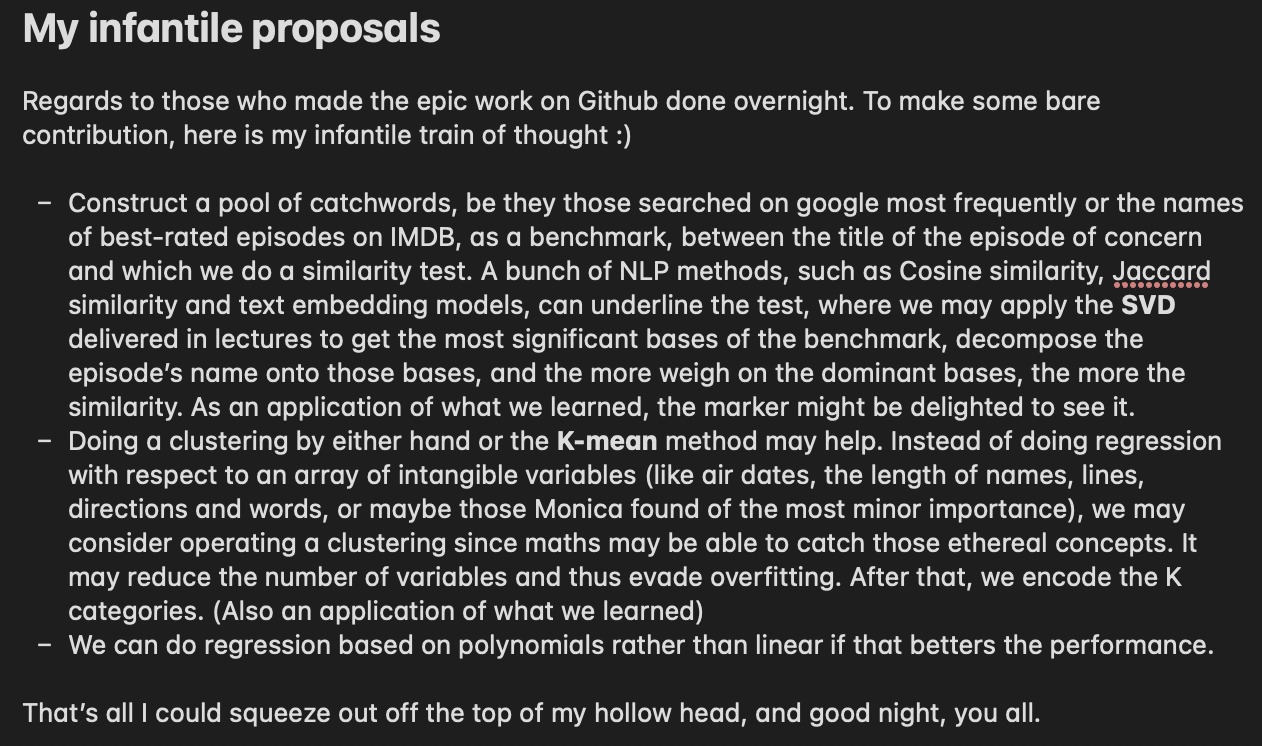 My infantile proposals
Regards to those who made the epic work on Github done overnight. To make some bare
contribution, here is my infantile train of thought :)
– Construct a pool of catchwords, be they those searched on google most frequently or the names
of best-rated episodes on IMDB, as a benchmark, between the title of the episode of concern
and which we do a similarity test. A bunch of NLP methods, such as Cosine similarity, Jaccard
similarity and text embedding models, can underline the test, where we may apply the SVD
delivered in lectures to get the most significant bases of the benchmark, decompose the
episode’s name onto those bases, and the more weigh on the dominant bases, the more the
similarity. As an application of what we learned, the marker might be delighted to see it.
– Doing a clustering by either hand or the K-mean method may help. Instead of doing regression
with respect to an array of intangible variables (like air dates, the length of names, lines,
directions and words, or maybe those Monica found of the most minor importance), we may
consider operating a clustering since maths may be able to catch those ethereal concepts. It
may reduce the number of variables and thus evade overfitting. After that, we encode the K
categories. (Also an application of what we learned)
– We can do regression based on polynomials rather than linear if that betters the performance.
That’s all I could squeeze out off the top of my hollow head, and good night, you all.